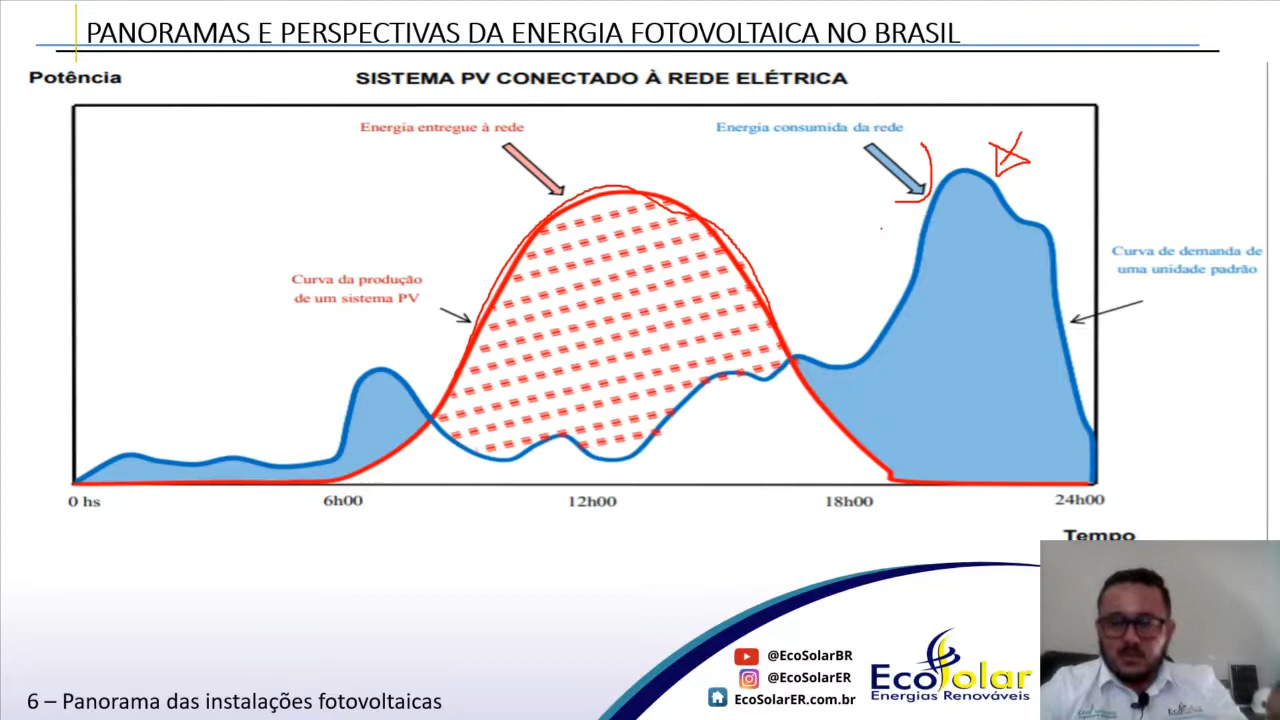 PANORAMAS E PERSPECTIVAS DA ENERGIA FOTOVOLTAICA NO BRASIL
Potência
SISTEMA PV CONECTADO À REDE ELÉTRICA
Energia entregue à rede
Energia consumida da rede
Curva de demanda de
uma unidade padrão
Curva da produção
de um sistema PV
0 hs
6h00
12h00
18h00
24h00
Tempo
@EcoSolarBR
@EcoSolarER
EcoSolarER.com.br
EcoSolar
Energias Renováveis
6 – Panorama das instalações fotovoltaicas